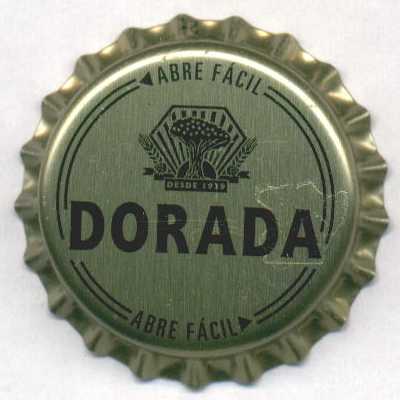 ABRE FÁCIL
DESDE 1939
DORADA
ABRE FÁCIL